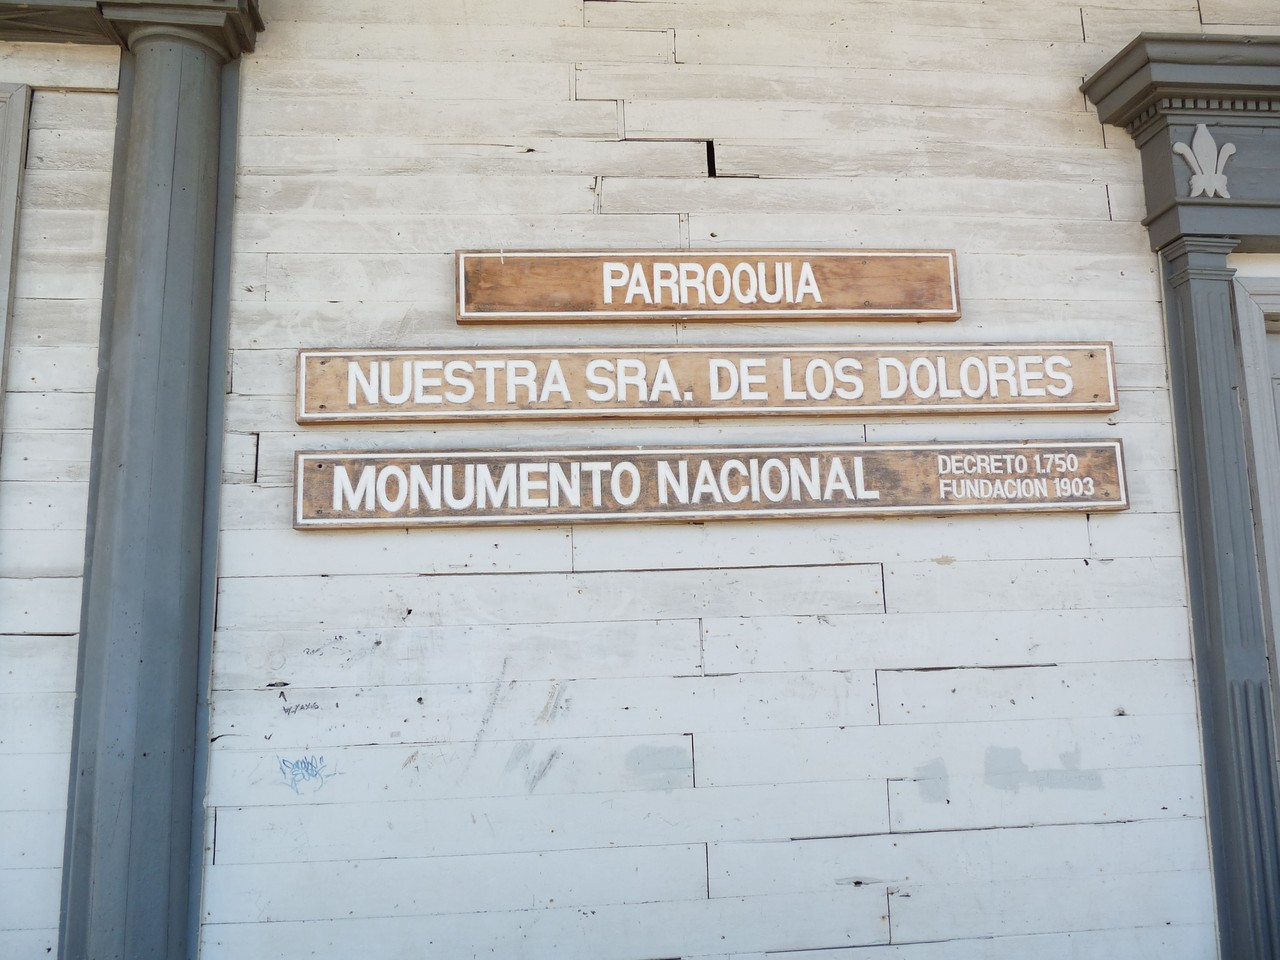 PARROQUIA
NUESTRA SRA. DE LOS DOLORES
MONUMENTO NACIONAL
DECRETO 1.750
FUNDACION 1903